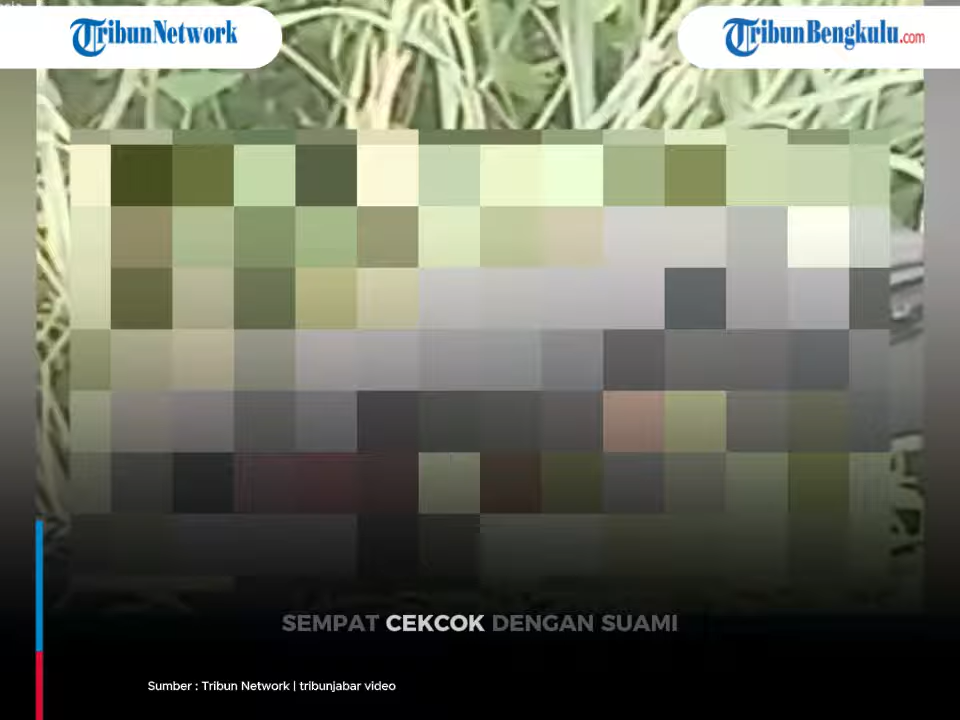 TribunNetwork
TribunBengkulu.com
SEMPAT CEKCOK DENGAN SUAMI
Sumber : Tribun Network | tribunjabar video